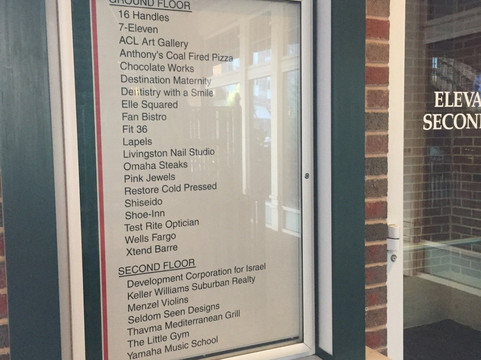 GROUND FLOOR
16 Handles
7-Eleven
ACL Art Gallery
Anthony's Coal Fired Pizza
Chocolate Works
Destination Maternity
Dentistry with a Smile
Elle Squared
Fan Bistro
Fit 36
Lapels
Livingston Nail Studio
Omaha Steaks
Pink Jewels
Restore Cold Pressed
Shiseido
Shoe-Inn
Test Rite Optician
Wells Fargo
Xtend Barre
SECOND FLOOR
Development Corporation for Israel
Keller Williams Suburban Realty
Menzel Violins
Seldom Seen Designs
Thavma Mediterranean Grill
The Little Gym
Yamaha Music School
ELEVA
SECON